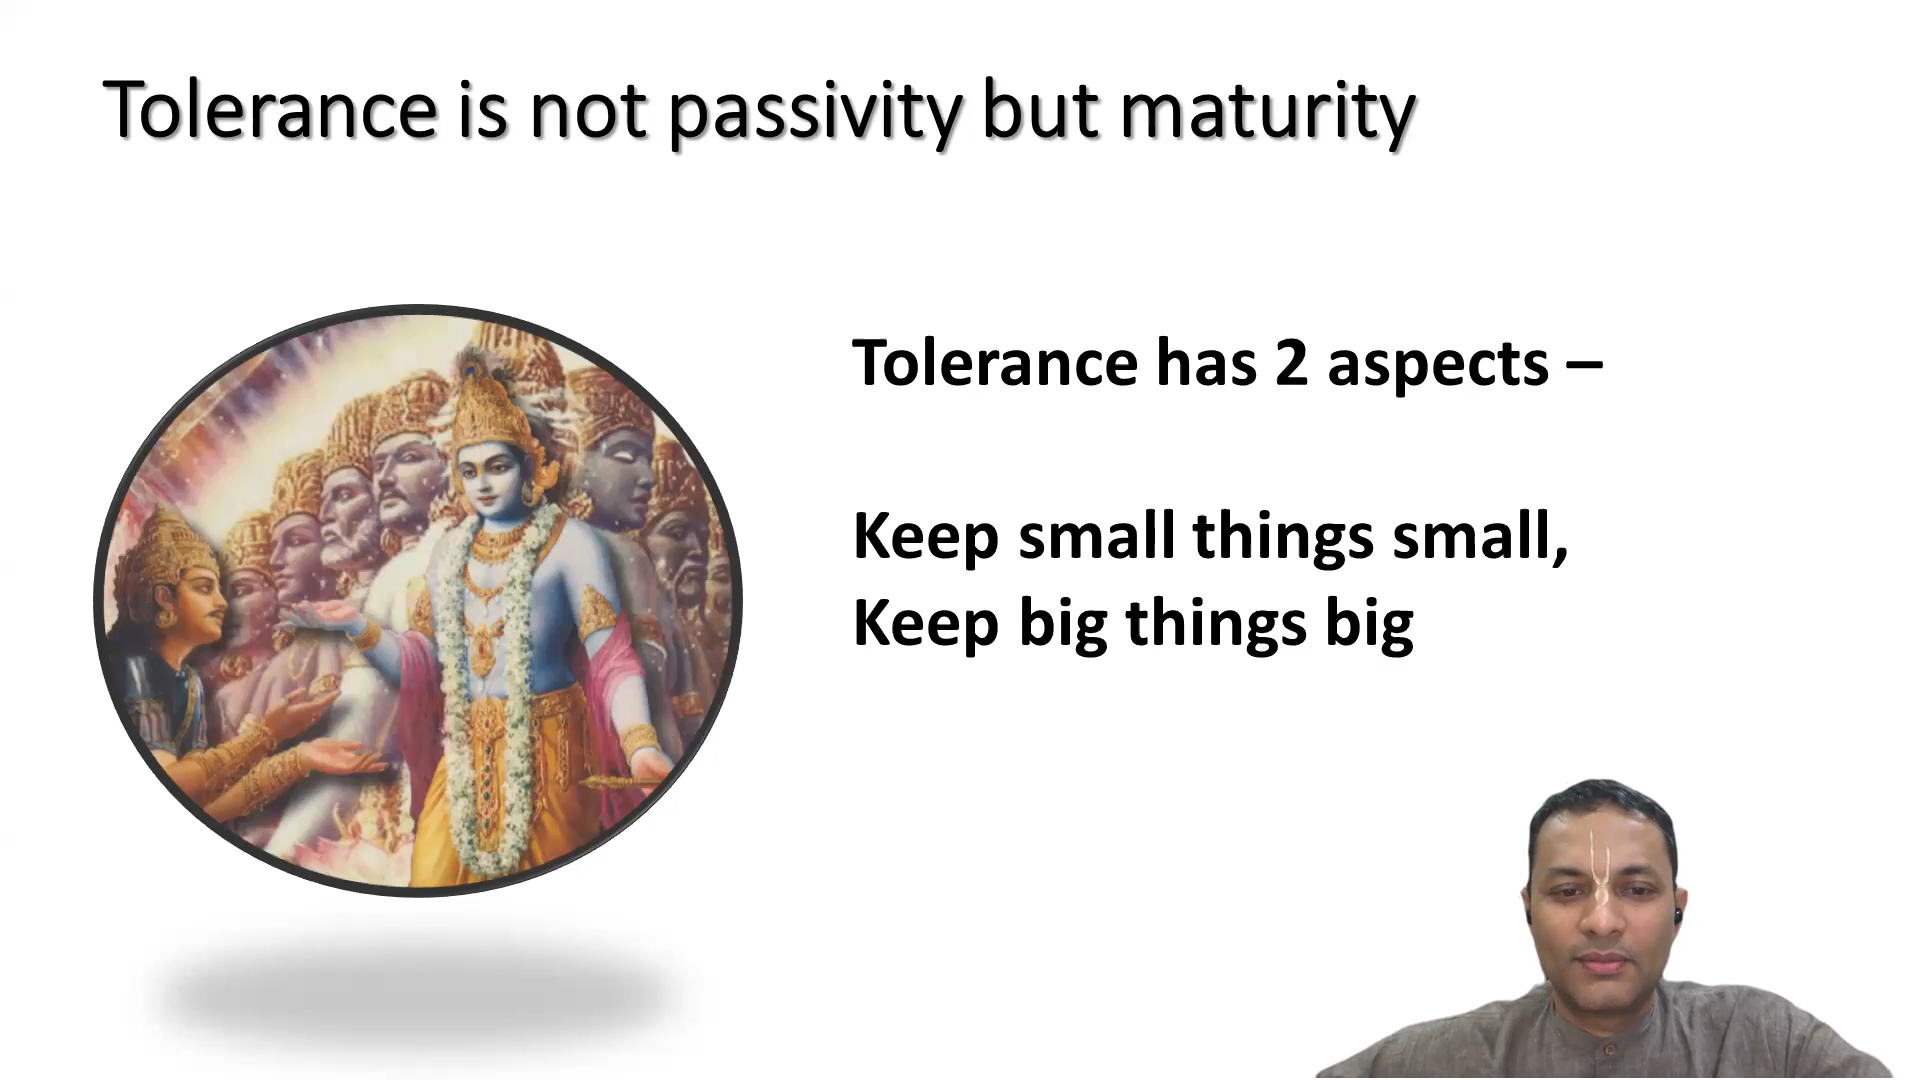 Tolerance is not passivity but maturity
Tolerance has 2 aspects –
Keep small things small,
Keep big things big